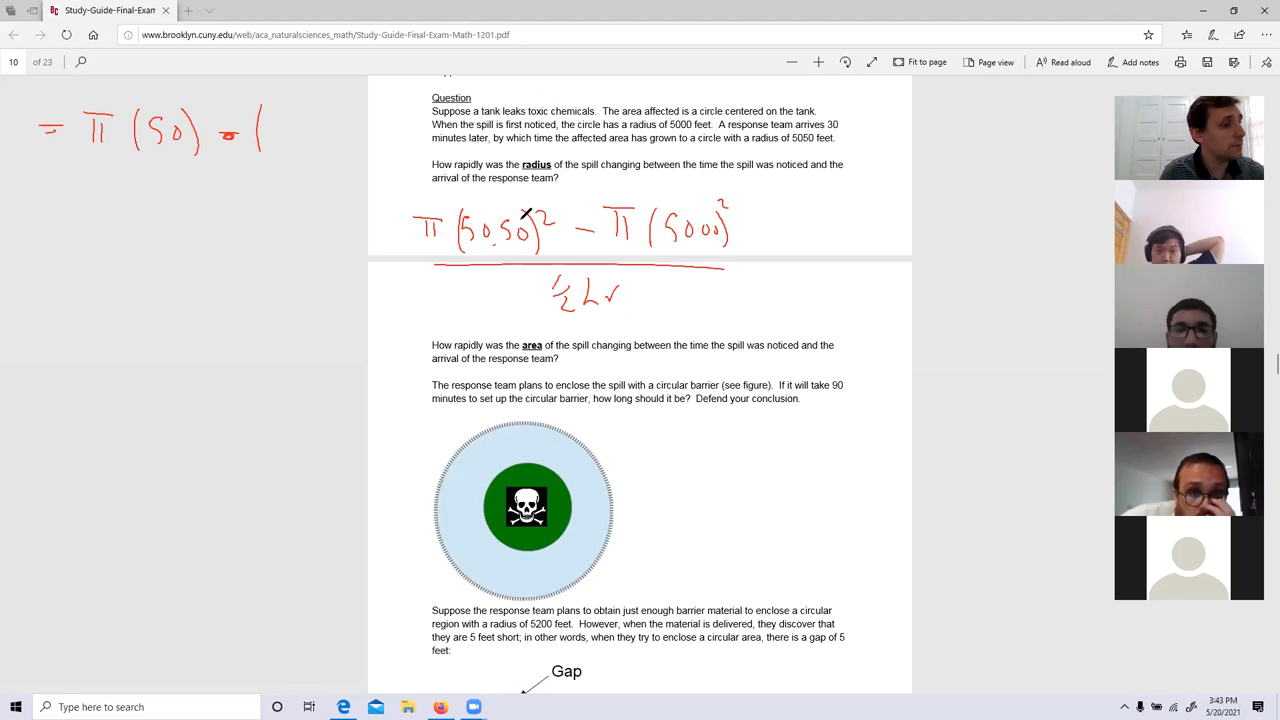 Study-Guide-Final-Exam
www.brooklyn.cuny.edu/web/aca_naturalsciences_math/Study-Guide-Final-Exam-Math-1201.pdf
10 of 23
Fit to page
Page view
Read aloud
Add notes
Question
Suppose a tank leaks toxic chemicals. The area affected is a circle centered on the tank.
When the spill is first noticed, the circle has a radius of 5000 feet. A response team arrives 30
minutes later, by which time the affected area has grown to a circle with a radius of 5050 feet.
How rapidly was the radius of the spill changing between the time the spill was noticed and the
arrival of the response team?
= π (50) - (
π (5050)² - π (5000)²
½ hr
How rapidly was the area of the spill changing between the time the spill was noticed and the
arrival of the response team?
The response team plans to enclose the spill with a circular barrier (see figure). If it will take 90
minutes to set up the circular barrier, how long should it be? Defend your conclusion.
Suppose the response team plans to obtain just enough barrier material to enclose a circular
region with a radius of 5200 feet. However, when the material is delivered, they discover that
they are 5 feet short; in other words, when they try to enclose a circular area, there is a gap of 5
feet:
Gap
Type here to search
3:43 PM
5/20/2021